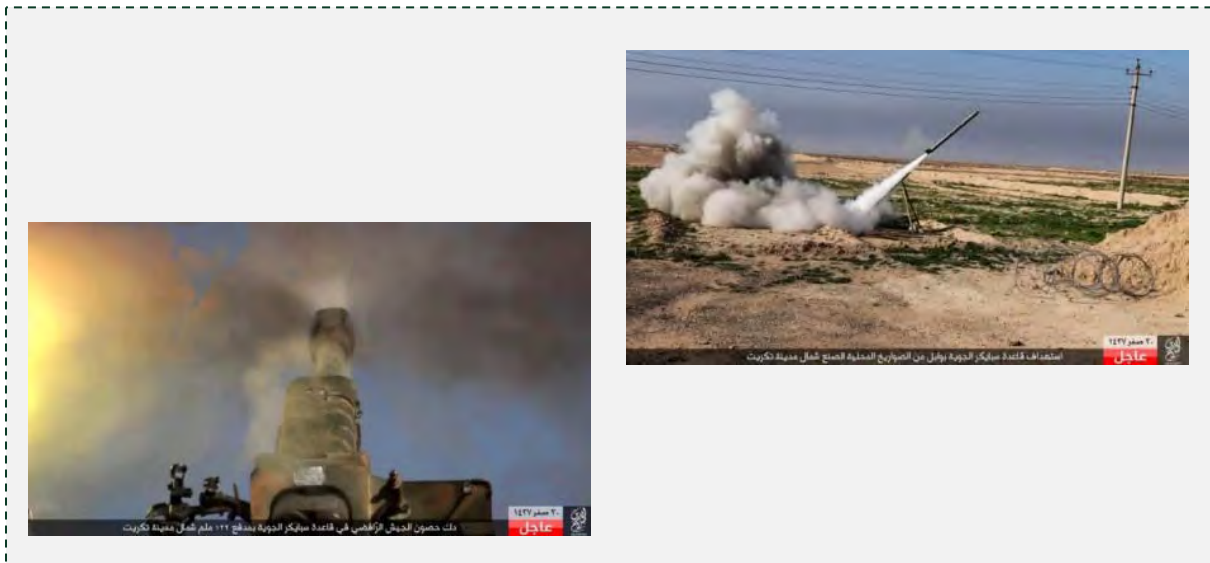 ٢٠ صفر ١٤٣٧
عاجل
استهداف قاعدة سبايكر الجوية بوابل من الصواريخ المحلية الصنع شمال مدينة تكريت
٢٠ صفر ١٤٣٧
عاجل
دك حصون الجيش الرافضي في قاعدة سبايكر الجوية بمدفع ١٢٢ ملم شمال مدينة تكريت